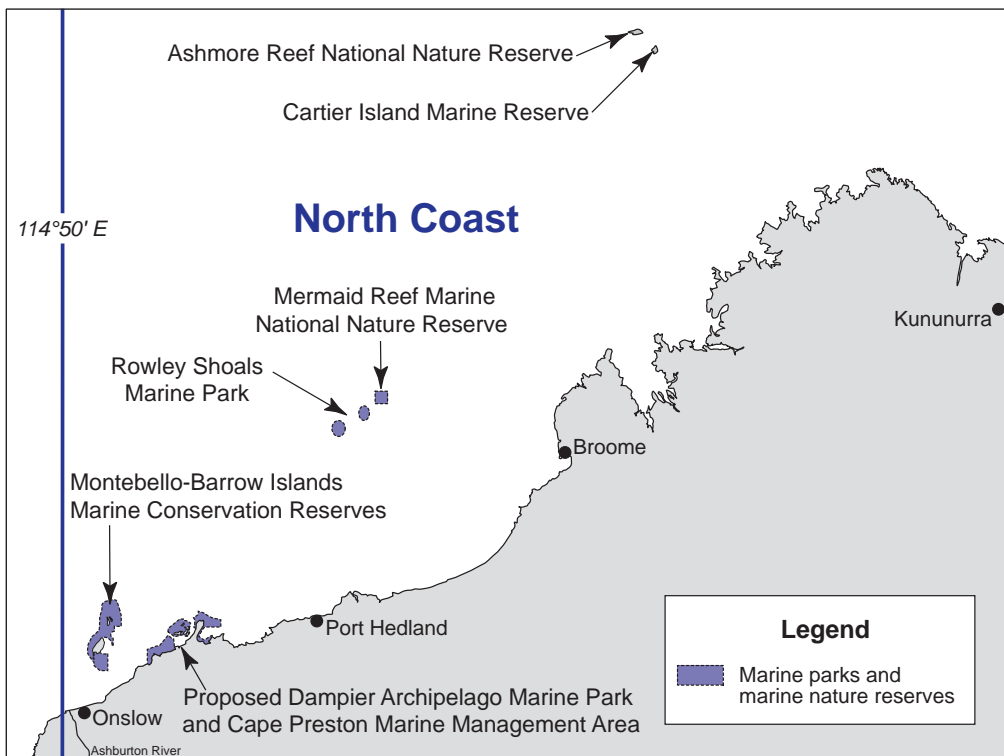 Ashmore Reef National Nature Reserve
Cartier Island Marine Reserve
North Coast
114°50' E
Mermaid Reef Marine
National Nature Reserve
Kununurra
Rowley Shoals
Marine Park
Broome
Montebello-Barrow Islands
Marine Conservation Reserves
Port Hedland
Legend
Marine parks and
marine nature reserves
Proposed Dampier Archipelago Marine Park
and Cape Preston Marine Management Area
Onslow
Ashburton River